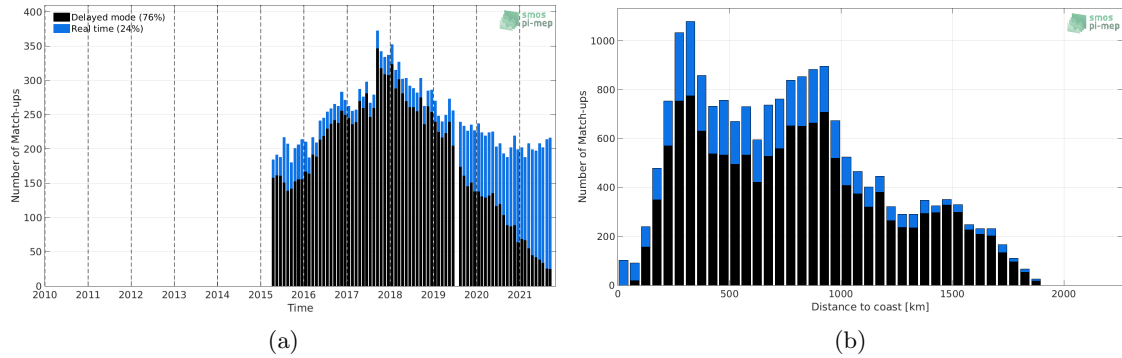 Delayed mode (76%)
Real time (24%)
smos
pi-mep
Number of Match-ups
400
350
300
250
200
150
100
50
0
2010 2011 2012 2013 2014 2015 2016 2017 2018 2019 2020 2021
Time
(a)
smos
pi-mep
Number of Match-ups
1000
800
600
400
200
0
0 500 1000 1500 2000
Distance to coast [km]
(b)